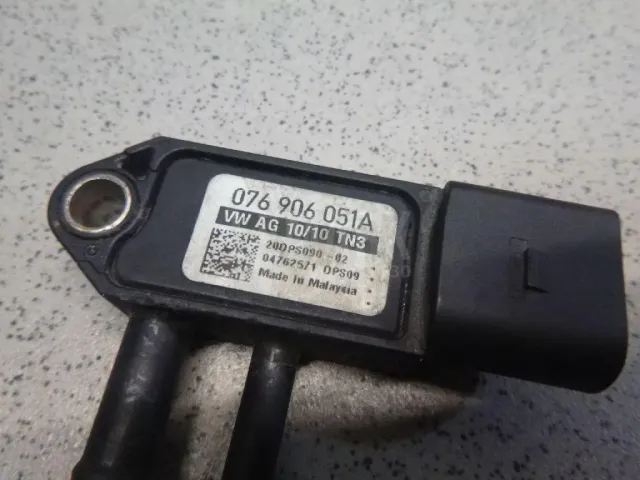 076 906 051A
VW AG 10/10 TN3
20DPS090 -02
04762571 DPS09
Made In Malaysia